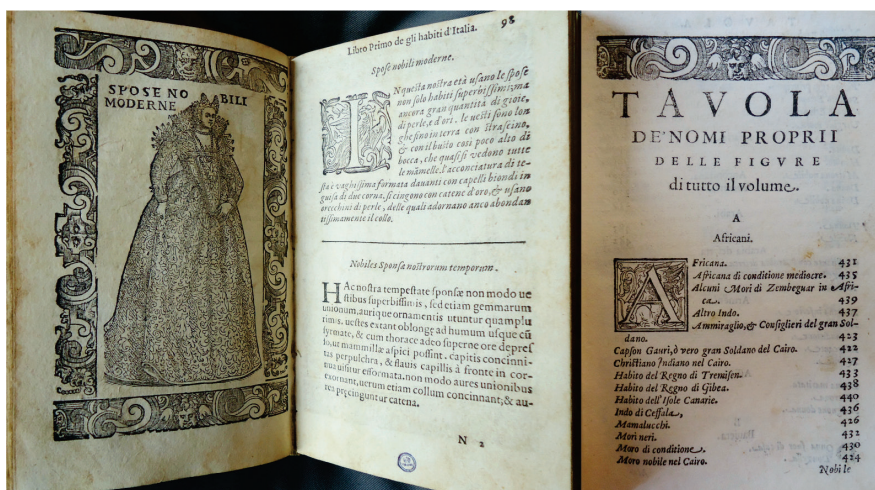 SPOSE NO BILI
MODERNE
Libro Primo de gli habiti d'Italia. 98
Spose nobili moderne.
IN questa nostra età usano le spose
non solo habiti superbissimi; ma
ancora gran quantità di gioie,
di perle, e d'ori. le uesti sono lon
ghe fino in terra con strascino,
& con il busto così poco alto di
bocca, che quasi si vedono tutte
le mammelle. l'acconciatura di te-
sta è vaghissima formata dauanti con capelli biondi in
guisa di due corna, si cingono con catene d'oro, & usano
orecchini di perle, delle quali adornano anco abondan
tissimamente il collo.
Nobiles Sponsæ nostrorum temporum.
HAc nostra tempestate sponsæ non modo ue
stibus superbissimis, sed etiam gemmarum
unionum, aurique ornamentis utuntur quamplu
rimis. uestes extant oblongæ ad humum usque cũ
syrmate, & cum thorace adeo superne ore depres
so, ut mammillæ aspici possint. capitis concinni-
tas perpulchra, & flauis capillis à fronte in cor-
nua uisitur efformata. non modo aures unionibus
exornant, uerum etiam collum concinnant; & au-
rea præcinguntur catena.
N 2
TAVOLA
DE' NOMI PROPRII
DELLE FIGVRE
di tutto il volume.
A
Africani.
AFricana. 431
Africana di conditione mediocre. 435
Alcuni Mori di Zembeguar in Afri-
ca. 439
Altro Indo. 437
Ammiraglio, & Consiglieri del gran Sol-
dano. 423
Capson Gauri, ò vero gran Soldano del Cairo. 422
Christiano Indiano nel Cairo. 427
Habito del Regno di Tremisen. 433
Habito del Regno di Gibea. 438
Habito dell'Isole Canarie. 440
Indo di Ceffala, 436
Mamalucchi. 426
Mori neri. 432
Moro di conditione. 430
Moro nobile nel Cairo. 424
Nobile